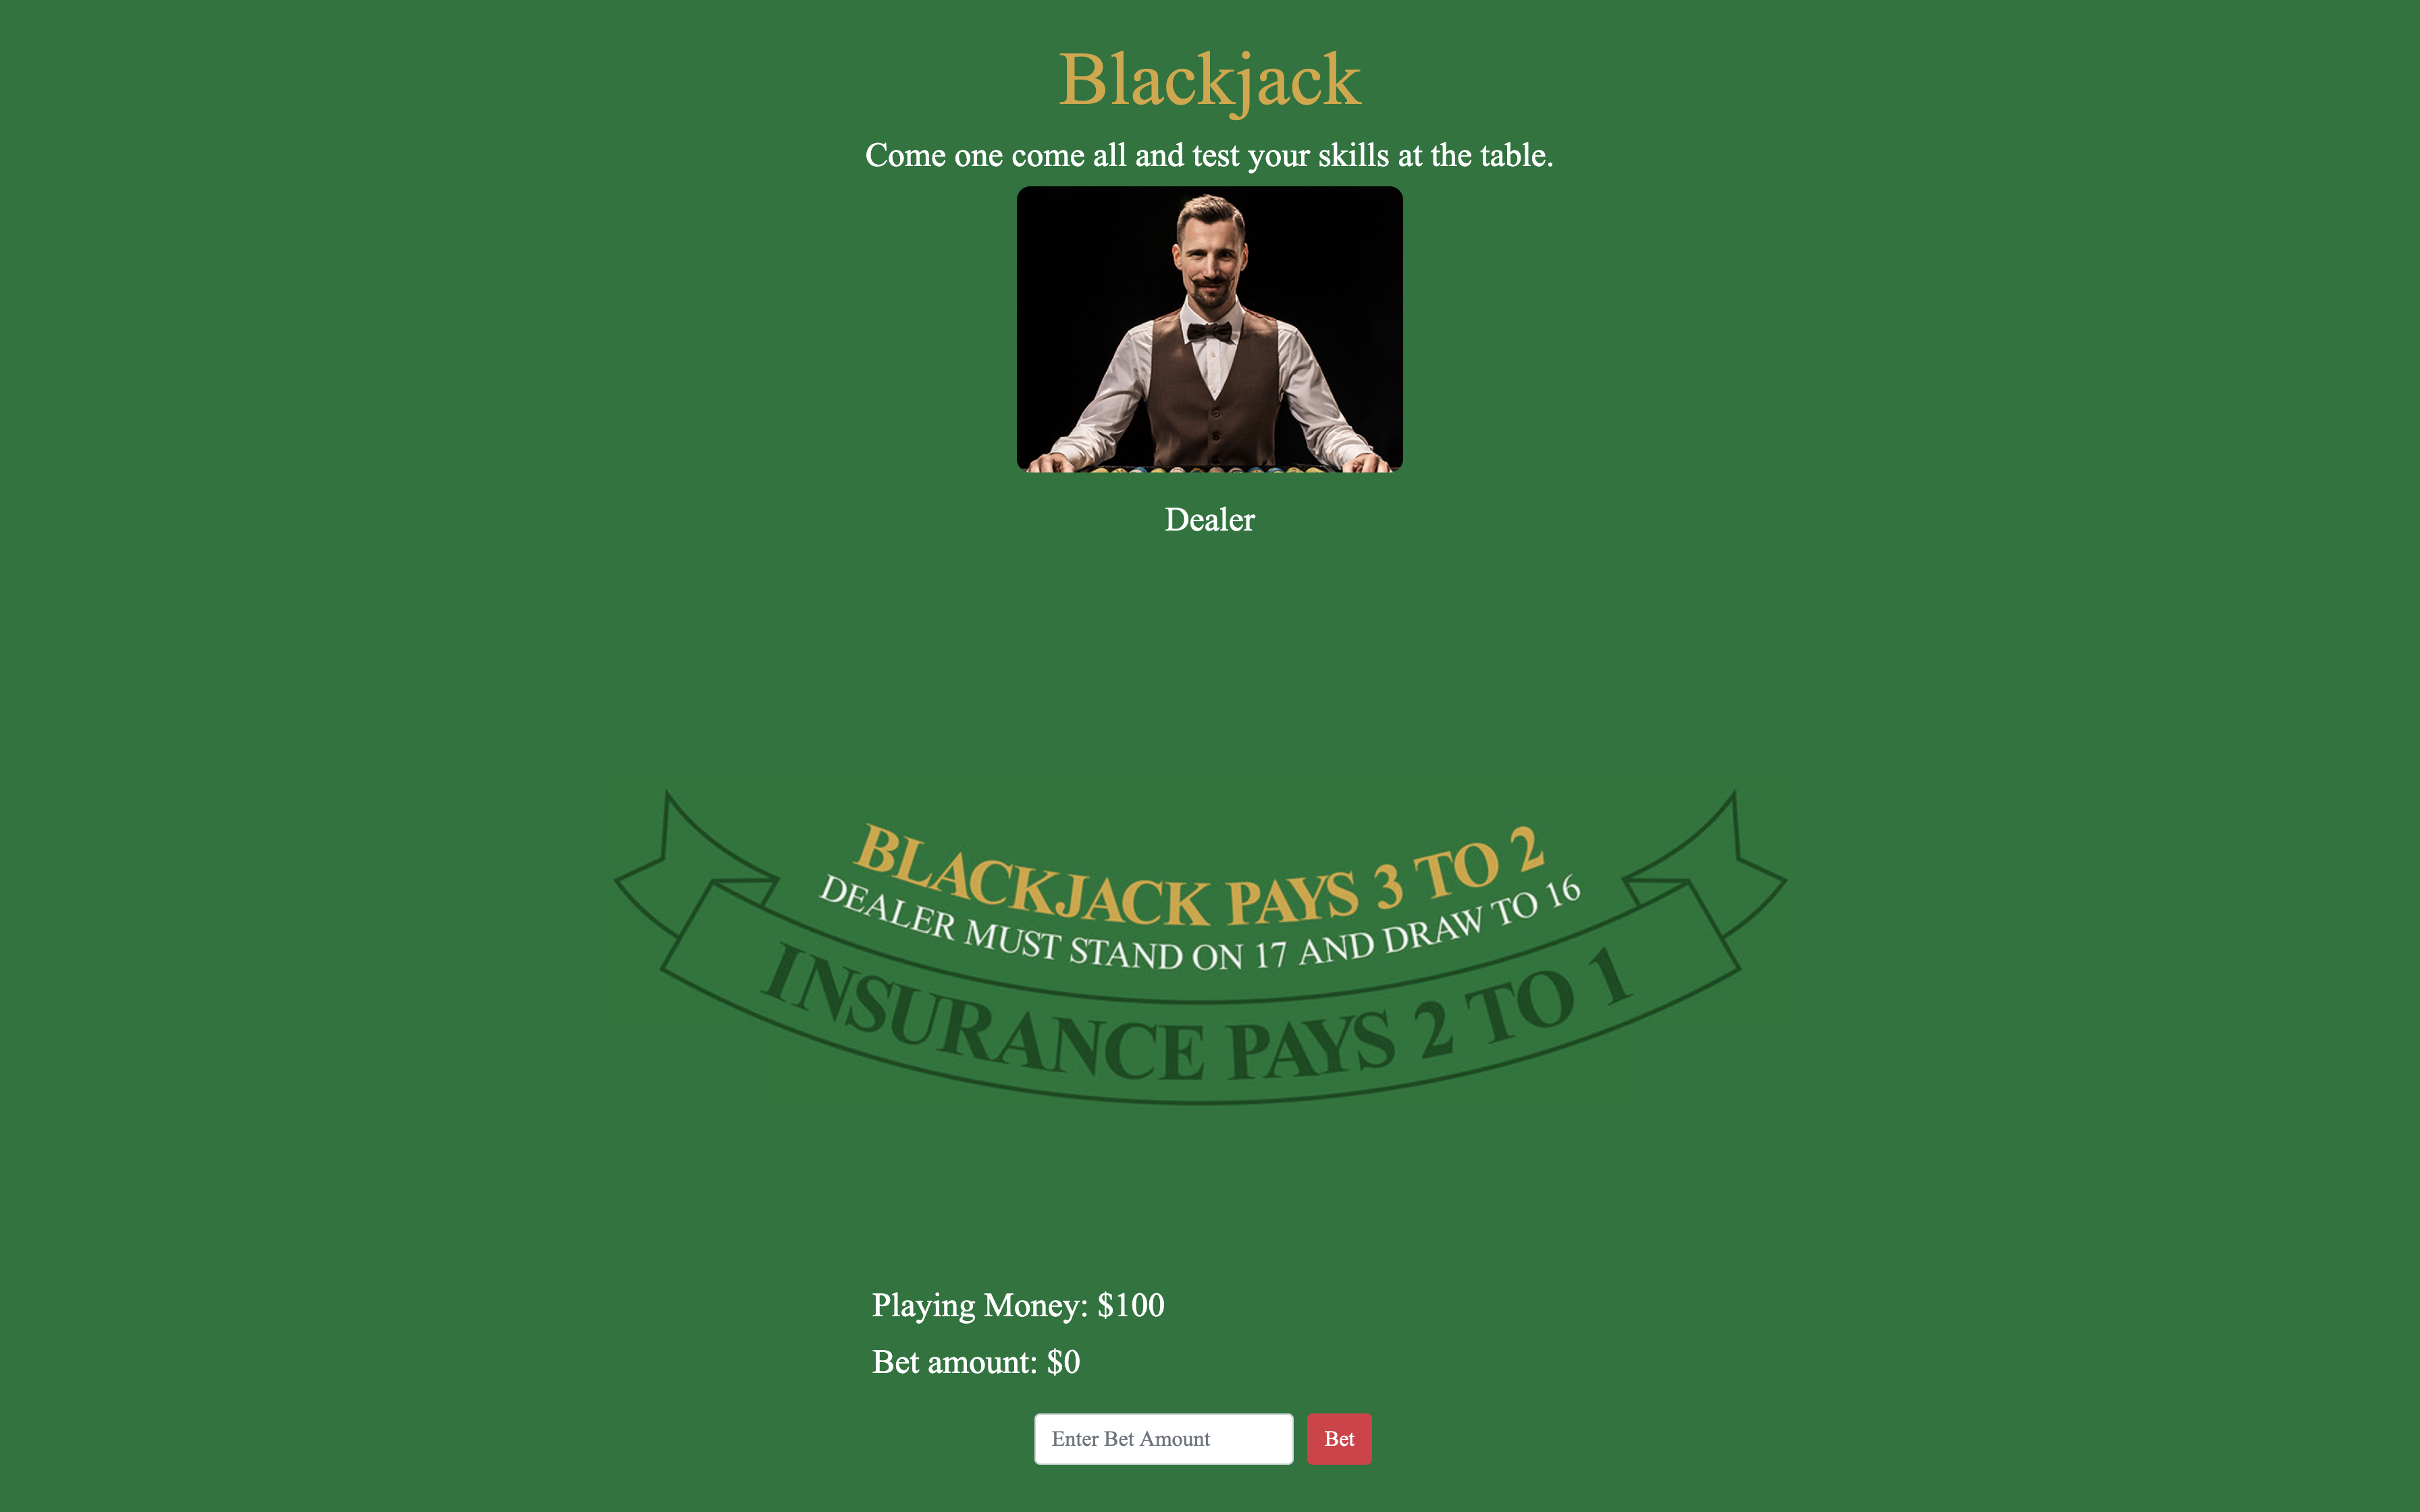 Blackjack
Come one come all and test your skills at the table.
Dealer
BLACKJACK PAYS 3 TO 2
DEALER MUST STAND ON 17 AND DRAW TO 16
INSURANCE PAYS 2 TO 1
Playing Money: $100
Bet amount: $0
Enter Bet Amount
Bet